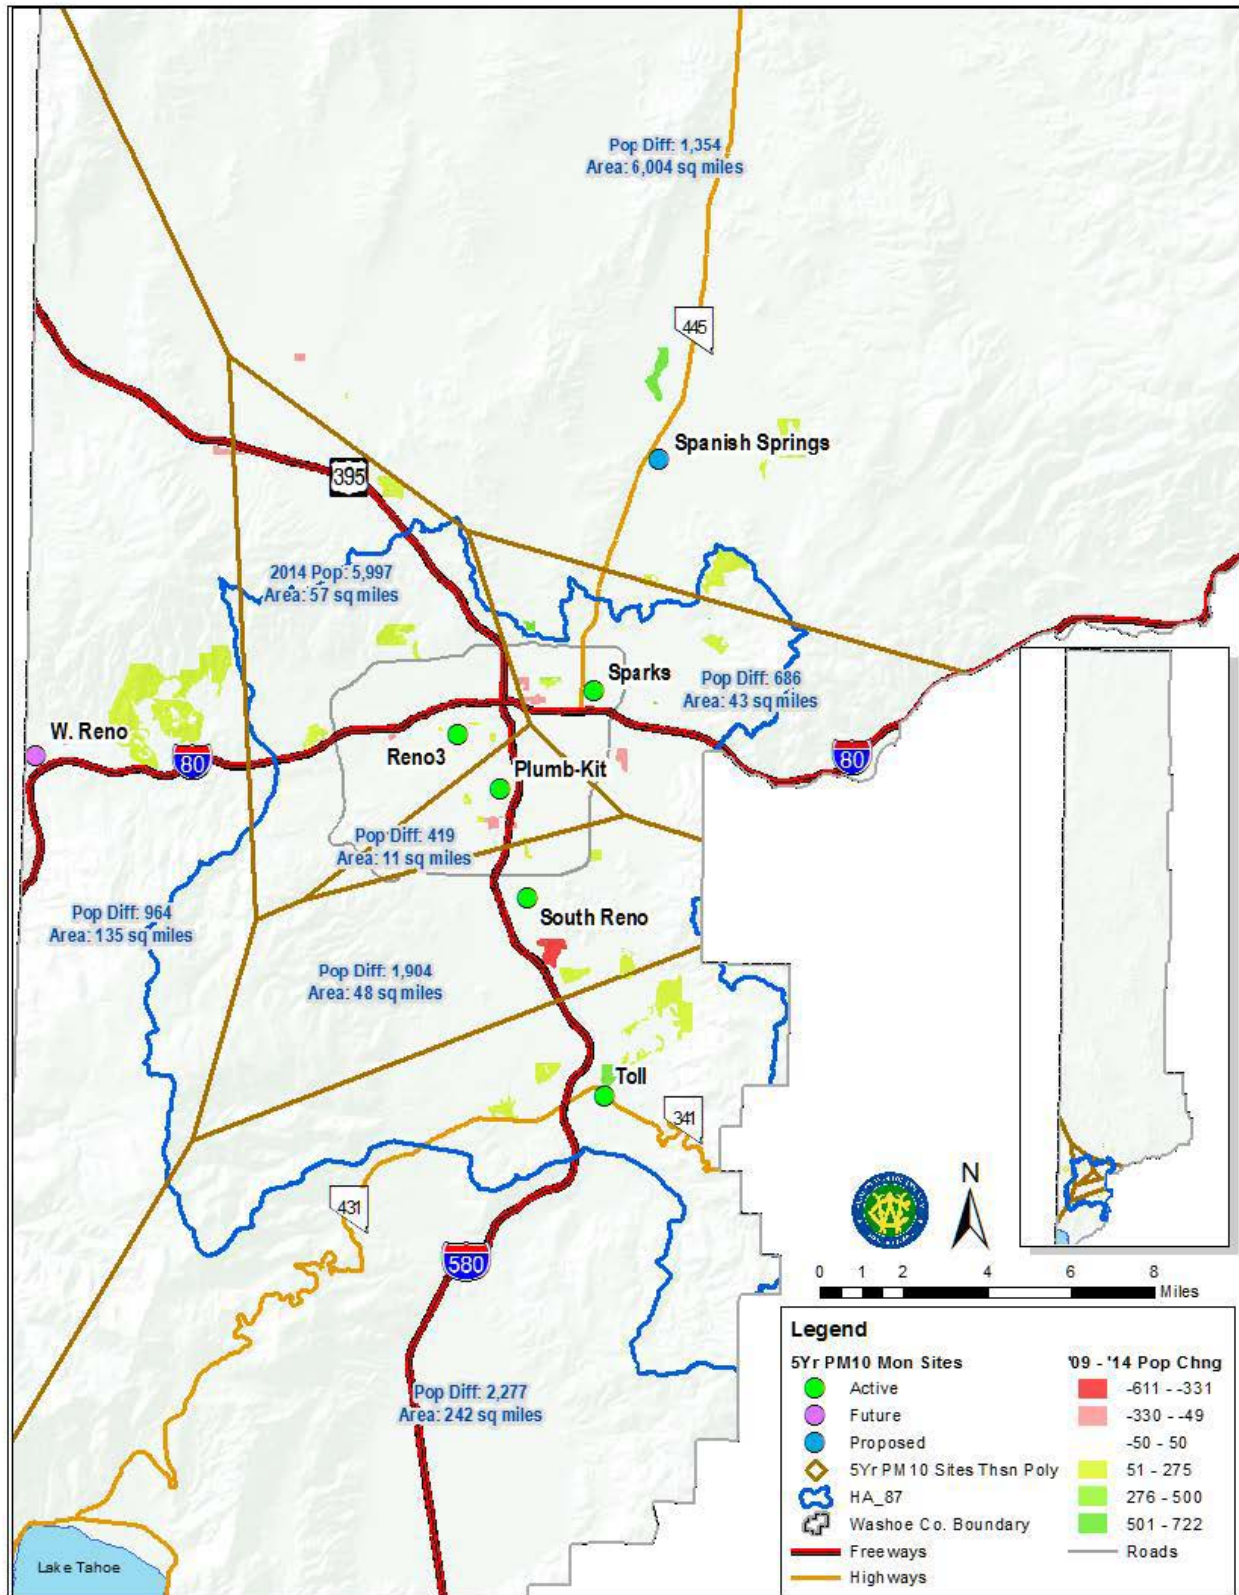 Pop Diff: 1,354
Area: 6,004 sq miles
445
Spanish Springs
395
2014 Pop: 5,997
Area: 57 sq miles
Sparks
Pop Diff: 686
Area: 43 sq miles
W. Reno
80
Reno3
Plumb-Kit
80
Pop Diff: 419
Area: 11 sq miles
South Reno
Pop Diff: 964
Area: 135 sq miles
Pop Diff: 1,904
Area: 48 sq miles
Toll
341
431
580
N
0 1 2 4 6 8
Miles
Pop Diff: 2,277
Area: 242 sq miles
Lake Tahoe
Legend
5Yr PM10 Mon Sites
Active
Future
Proposed
5Yr PM10 Sites Thsn Poly
HA_87
Washoe Co. Boundary
Freeways
Highways
'09 - '14 Pop Chng
-611 - -331
-330 - -49
-50 - 50
51 - 275
276 - 500
501 - 722
Roads